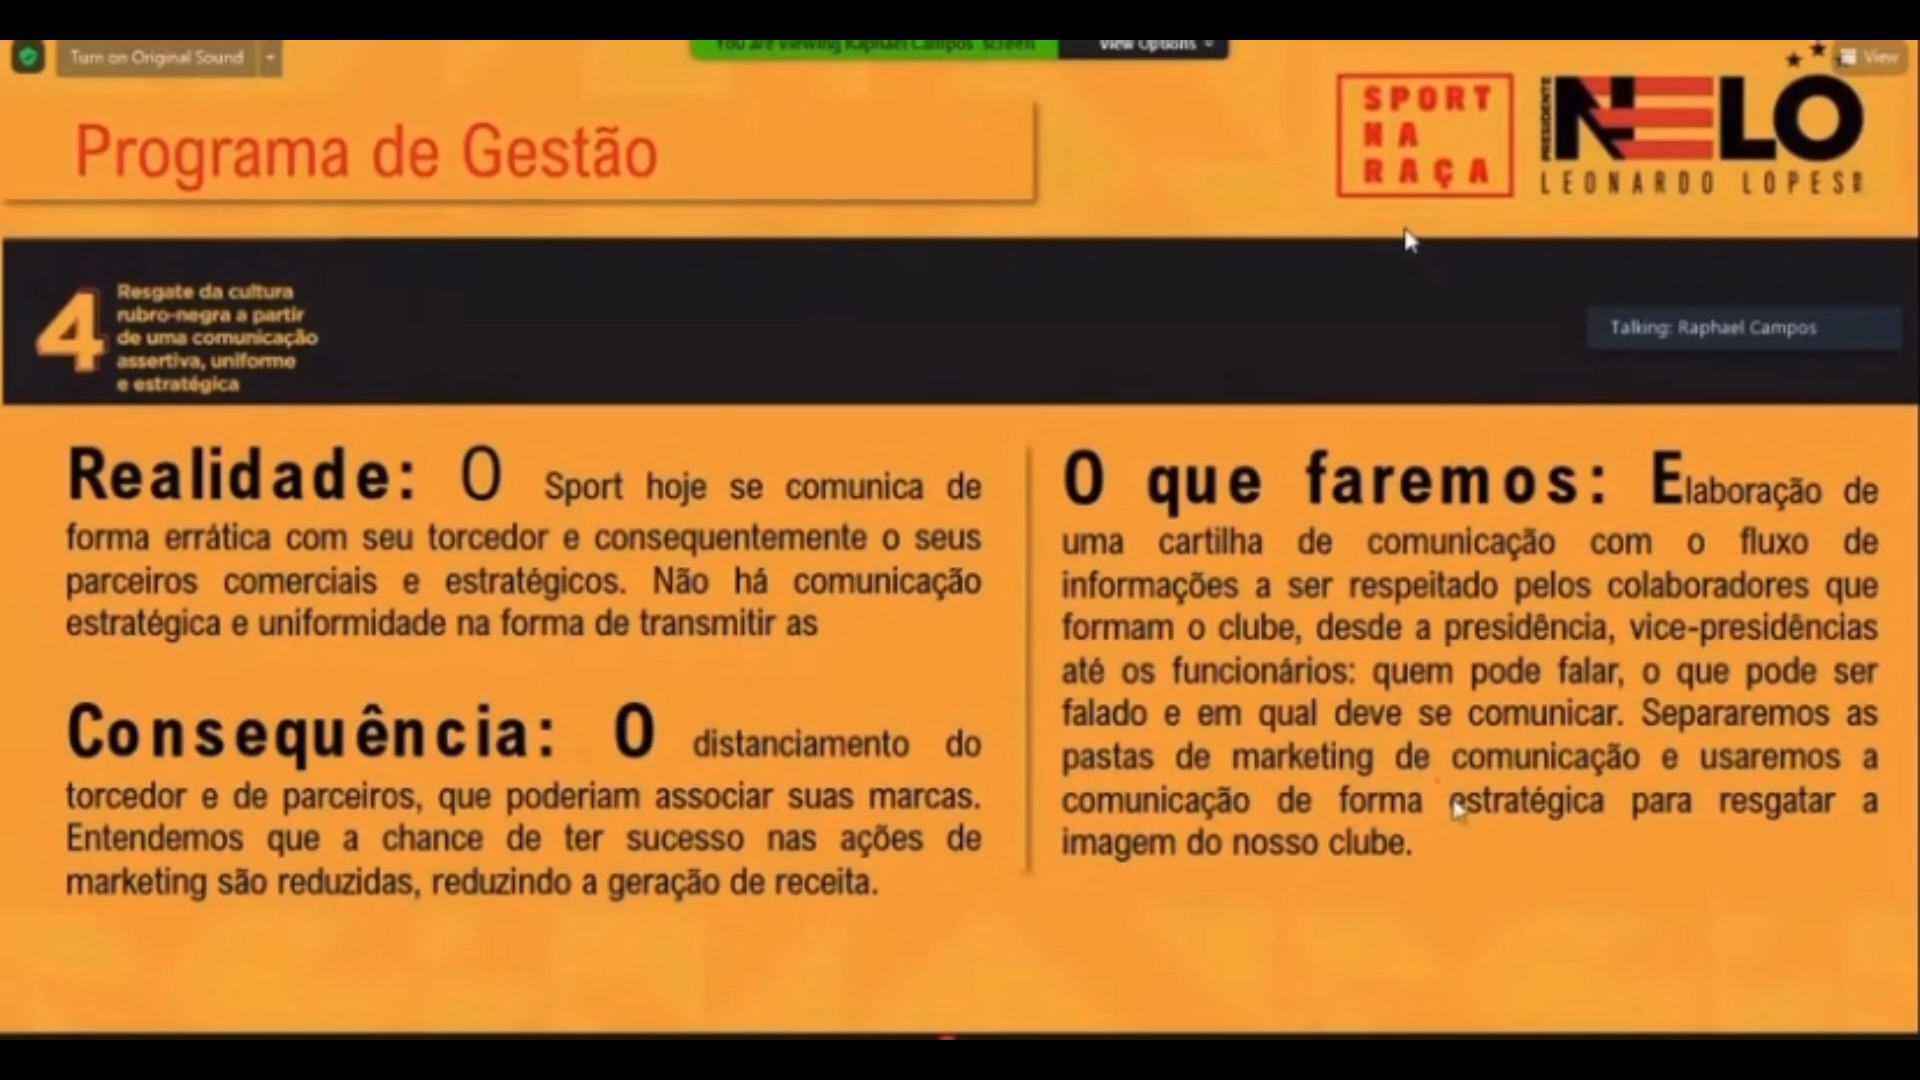 Turn on Original Sound
You are viewing Raphael Campos' screen
View Options
View
Programa de Gestão
SPORT
NA
RAÇA
PRESIDENTE
NELO
LEONARDO LOPES
4
Resgate da cultura
rubro-negra a partir
de uma comunicação
assertiva, uniforme
e estratégica
Talking: Raphael Campos
Realidade: O Sport hoje se comunica de
forma errática com seu torcedor e consequentemente o seus
parceiros comerciais e estratégicos. Não há comunicação
estratégica e uniformidade na forma de transmitir as
Consequência: O distanciamento do
torcedor e de parceiros, que poderiam associar suas marcas.
Entendemos que a chance de ter sucesso nas ações de
marketing são reduzidas, reduzindo a geração de receita.
O que faremos: Elaboração de
uma cartilha de comunicação com o fluxo de
informações a ser respeitado pelos colaboradores que
formam o clube, desde a presidência, vice-presidências
até os funcionários: quem pode falar, o que pode ser
falado e em qual deve se comunicar. Separaremos as
pastas de marketing de comunicação e usaremos a
comunicação de forma estratégica para resgatar a
imagem do nosso clube.